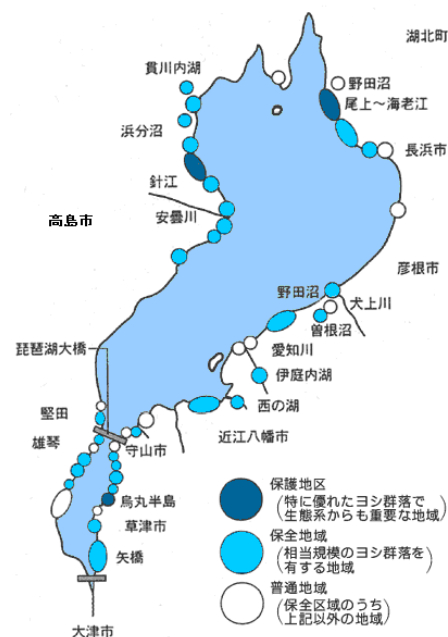 湖北町
貫川内湖
野田沼
尾上～海老江
浜分沼
長浜市
針江
安曇川
高島市
彦根市
野田沼
犬上川
曽根沼
琵琶湖大橋
愛知川
伊庭内湖
西の湖
堅田
近江八幡市
雄琴
守山市
烏丸半島
草津市
矢橋
大津市
保護地区
(特に優れたヨシ群落で
生態系からも重要な地域)
保全地域
(相当規模のヨシ群落を
有する地域)
普通地域
(保全区域のうち
上記以外の地域)